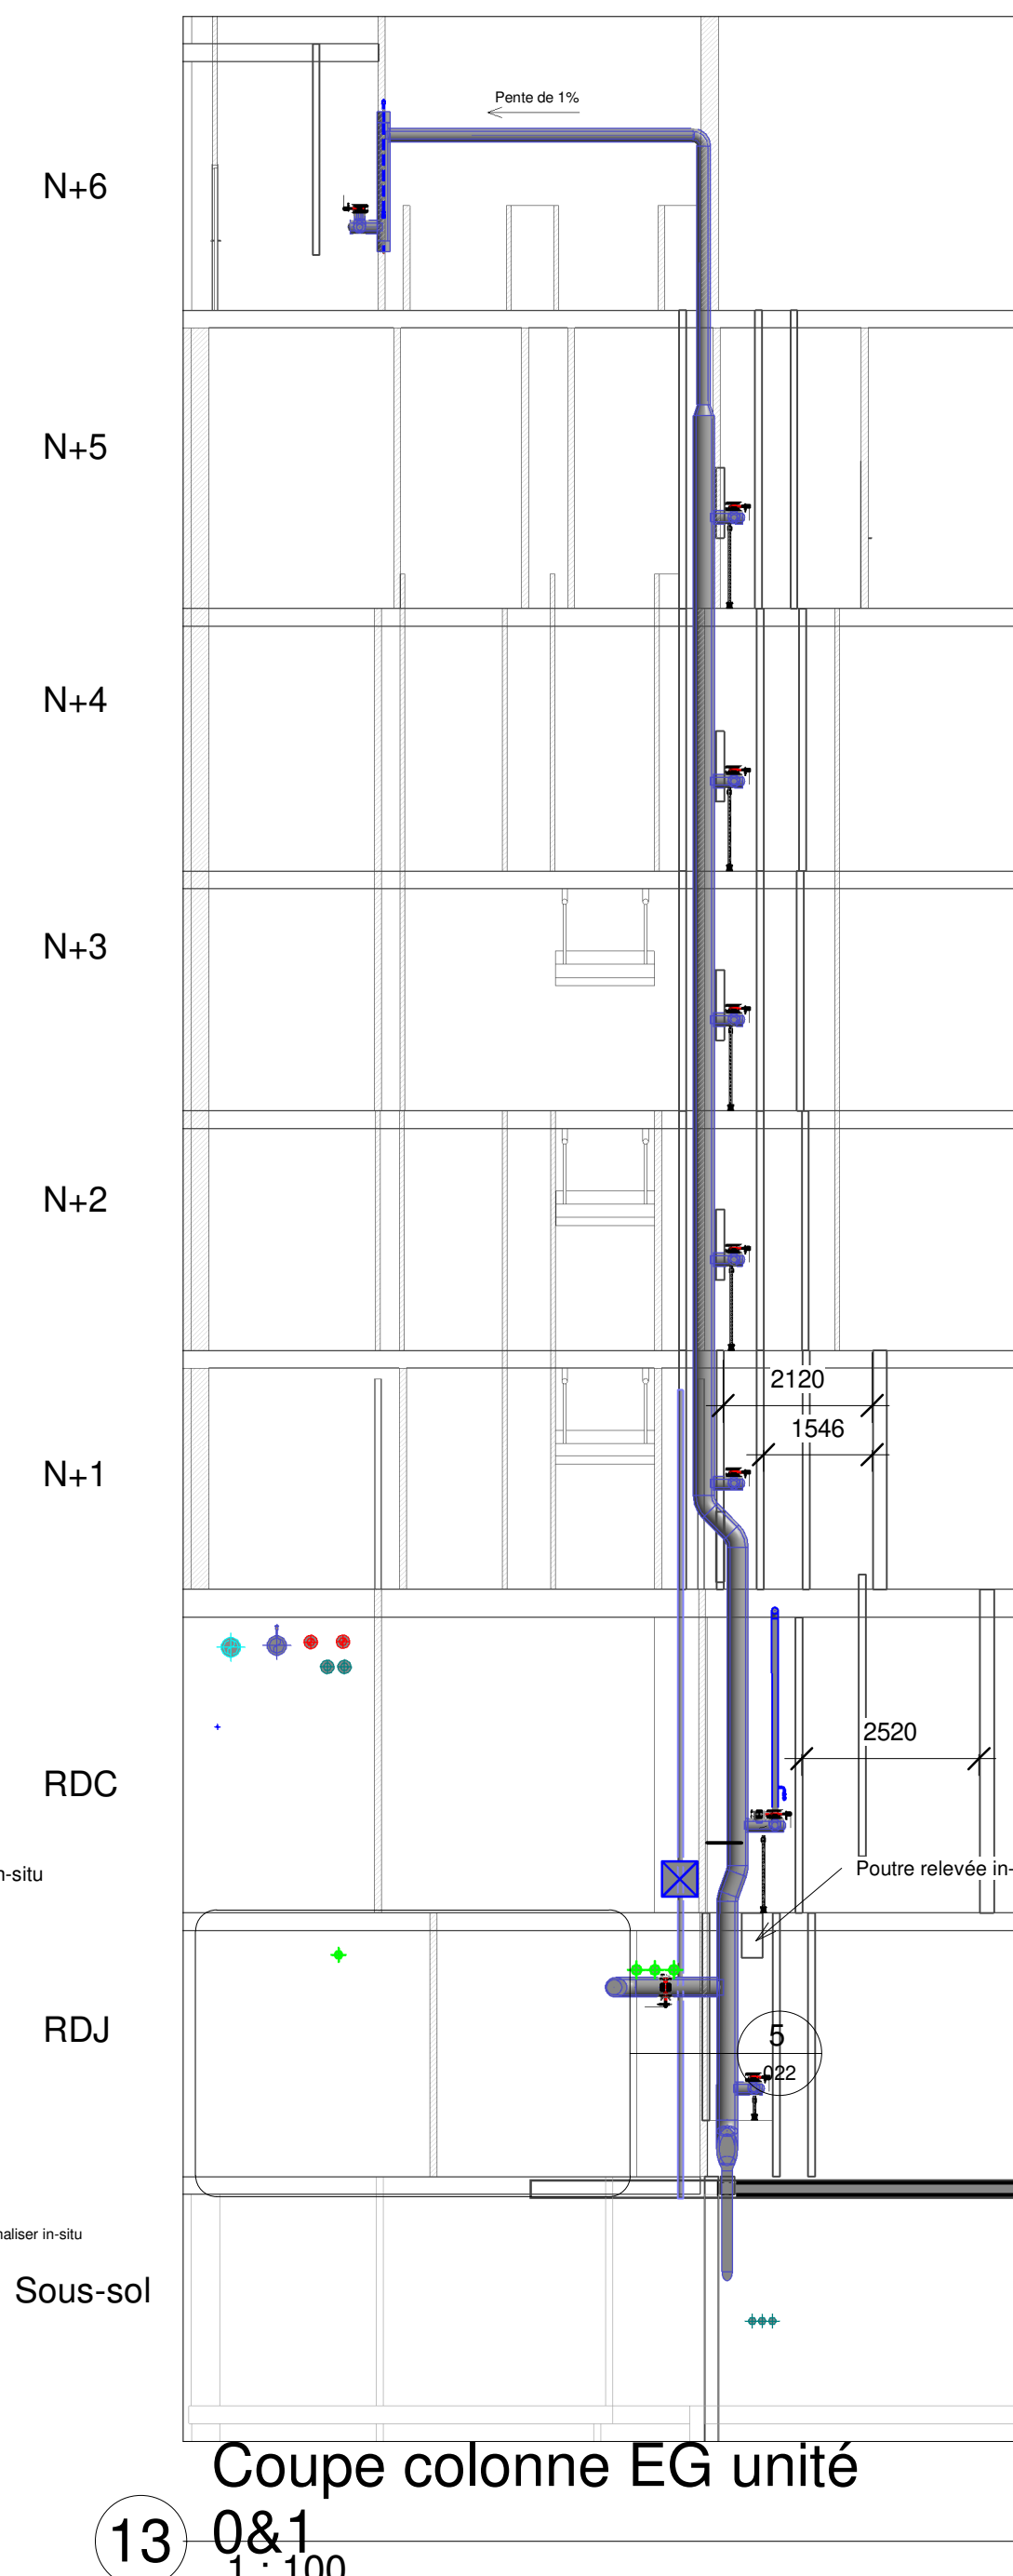 Pente de 1%
N+6
N+5
N+4
N+3
N+2
2120
1546
N+1
2520
RDC
Poutre relevée in-
n-situ
RDJ
5
022
naliser in-situ
Sous-sol
Coupe colonne EG unité
0&1
13
1 : 100